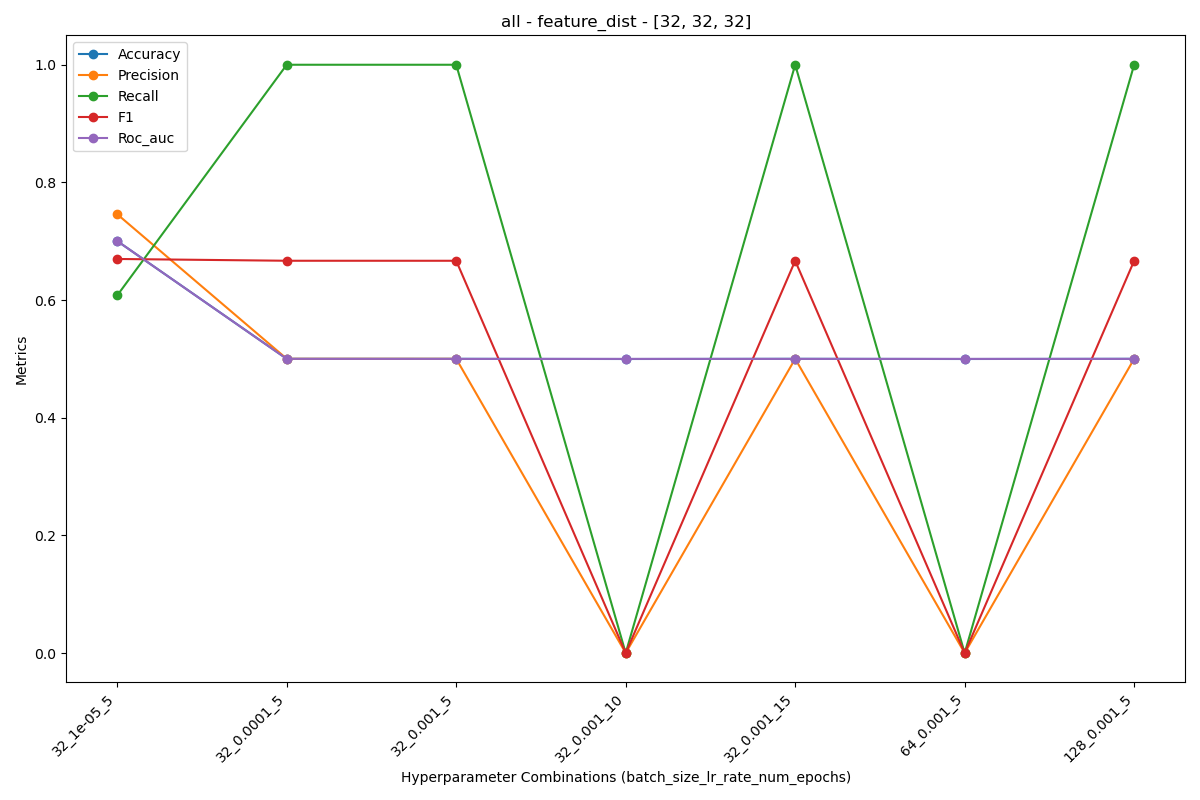 all - feature_dist - [32, 32, 32]
Accuracy
Precision
Recall
F1
Roc_auc
Metrics
1.0
0.8
0.6
0.4
0.2
0.0
32_1e-05_5
32_0.0001_5
32_0.001_5
32_0.001_10
32_0.001_15
64_0.001_5
128_0.001_5
Hyperparameter Combinations (batch_size_lr_rate_num_epochs)